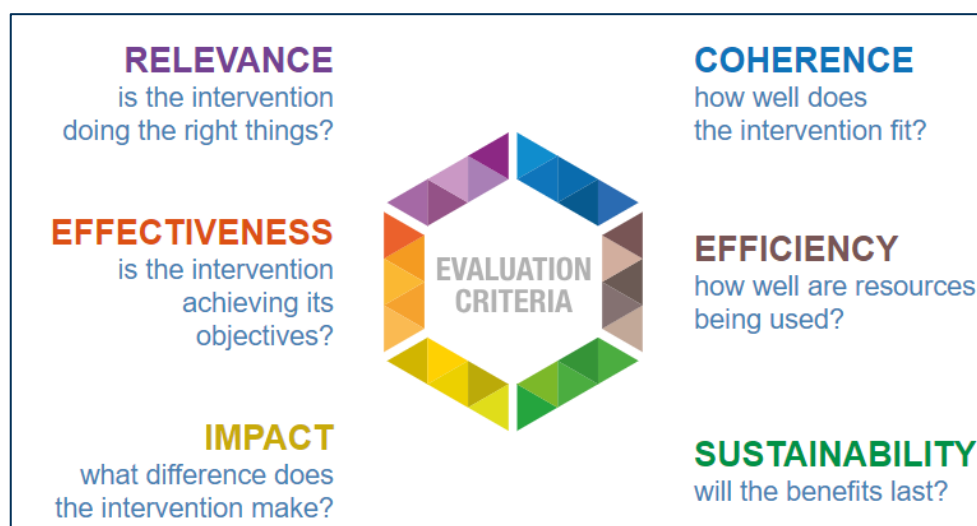 RELEVANCE
is the intervention
doing the right things?
COHERENCE
how well does
the intervention fit?
EFFECTIVENESS
is the intervention
achieving its
objectives?
EVALUATION
CRITERIA
EFFICIENCY
how well are resources
being used?
IMPACT
what difference does
the intervention make?
SUSTAINABILITY
will the benefits last?